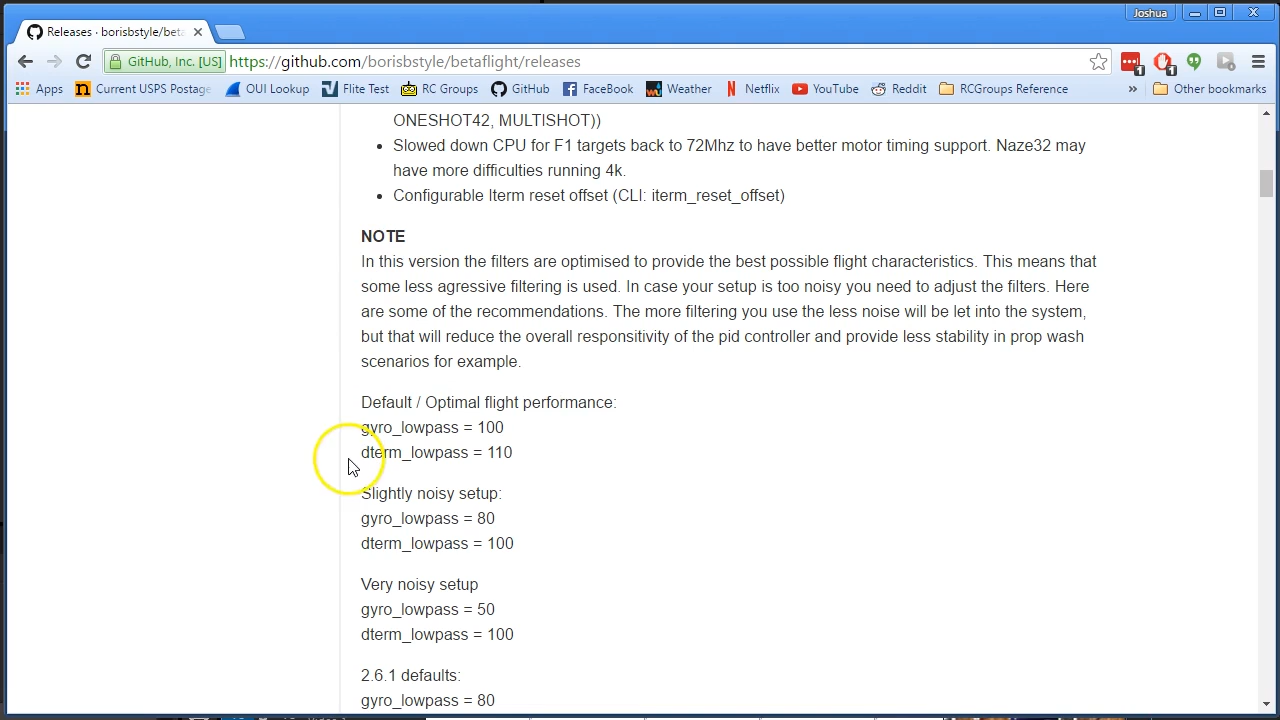 Joshua
Releases · borisbstyle/beta
GitHub, Inc. [US] https://github.com/borisbstyle/betaflight/releases
Apps Current USPS Postage OUI Lookup Flite Test RC Groups GitHub FaceBook Weather Netflix YouTube Reddit RCGroups Reference » Other bookmarks
ONESHOT42, MULTISHOT))
• Slowed down CPU for F1 targets back to 72Mhz to have better motor timing support. Naze32 may
have more difficulties running 4k.
• Configurable Iterm reset offset (CLI: iterm_reset_offset)
NOTE
In this version the filters are optimised to provide the best possible flight characteristics. This means that
some less agressive filtering is used. In case your setup is too noisy you need to adjust the filters. Here
are some of the recommendations. The more filtering you use the less noise will be let into the system,
but that will reduce the overall responsitivity of the pid controller and provide less stability in prop wash
scenarios for example.
Default / Optimal flight performance:
gyro_lowpass = 100
dterm_lowpass = 110
Slightly noisy setup:
gyro_lowpass = 80
dterm_lowpass = 100
Very noisy setup
gyro_lowpass = 50
dterm_lowpass = 100
2.6.1 defaults:
gyro_lowpass = 80